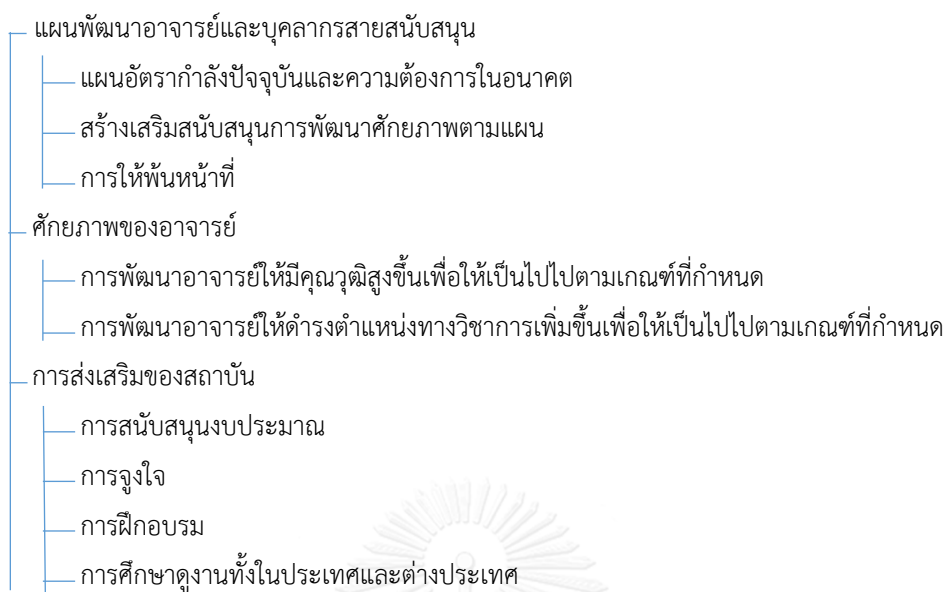 แผนพัฒนาอาจารย์และบุคลากรสายสนับสนุน
แผนอัตรากำลังปัจจุบันและความต้องการในอนาคต
สร้างเสริมสนับสนุนการพัฒนาศักยภาพตามแผน
การให้พ้นหน้าที่
ศักยภาพของอาจารย์
การพัฒนาอาจารย์ให้มีคุณวุฒิสูงขึ้นเพื่อให้เป็นไปไปตามเกณฑ์ที่กำหนด
การพัฒนาอาจารย์ให้ดำรงตำแหน่งทางวิชาการเพิ่มขึ้นเพื่อให้เป็นไปไปตามเกณฑ์ที่กำหนด
การส่งเสริมของสถาบัน
การสนับสนุนงบประมาณ
การจูงใจ
การฝึกอบรม
การศึกษาดูงานทั้งในประเทศและต่างประเทศ